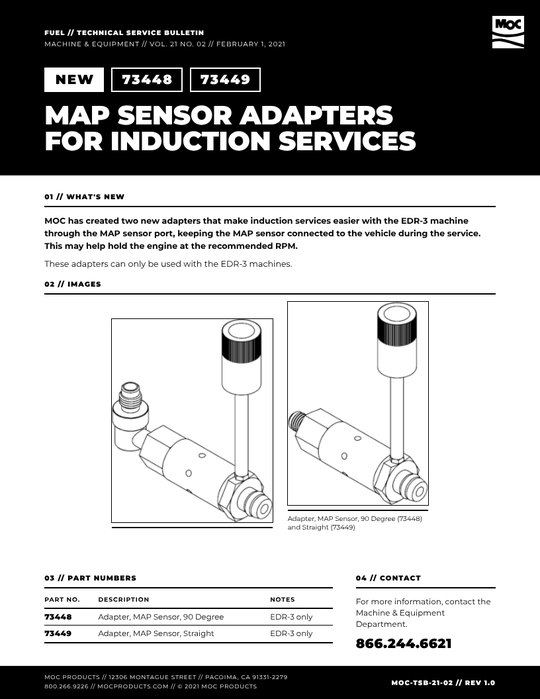 FUEL // TECHNICAL SERVICE BULLETIN
MACHINE & EQUIPMENT // VOL. 21 NO. 02 // FEBRUARY 1, 2021
MOC
NEW 73448 73449
MAP SENSOR ADAPTERS
FOR INDUCTION SERVICES
01 // WHAT'S NEW
MOC has created two new adapters that make induction services easier with the EDR-3 machine
through the MAP sensor port, keeping the MAP sensor connected to the vehicle during the service.
This may help hold the engine at the recommended RPM.
These adapters can only be used with the EDR-3 machines.
02 // IMAGES
Adapter, MAP Sensor, 90 Degree (73448)
and Straight (73449)
03 // PART NUMBERS
PART NO. DESCRIPTION NOTES
73448 Adapter, MAP Sensor, 90 Degree EDR-3 only
73449 Adapter, MAP Sensor, Straight EDR-3 only
04 // CONTACT
For more information, contact the
Machine & Equipment
Department.
866.244.6621
MOC PRODUCTS // 12306 MONTAGUE STREET // PACOIMA, CA 91331-2279
800.266.9226 // MOCPRODUCTS.COM // © 2021 MOC PRODUCTS
MOC-TSB-21-02 // REV 1.0